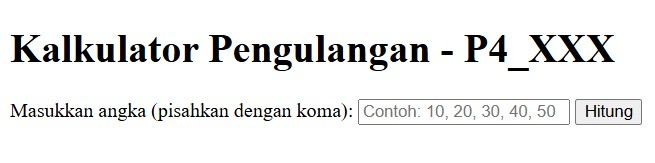 Kalkulator Pengulangan - P4_XXX
Masukkan angka (pisahkan dengan koma): Contoh: 10, 20, 30, 40, 50 Hitung